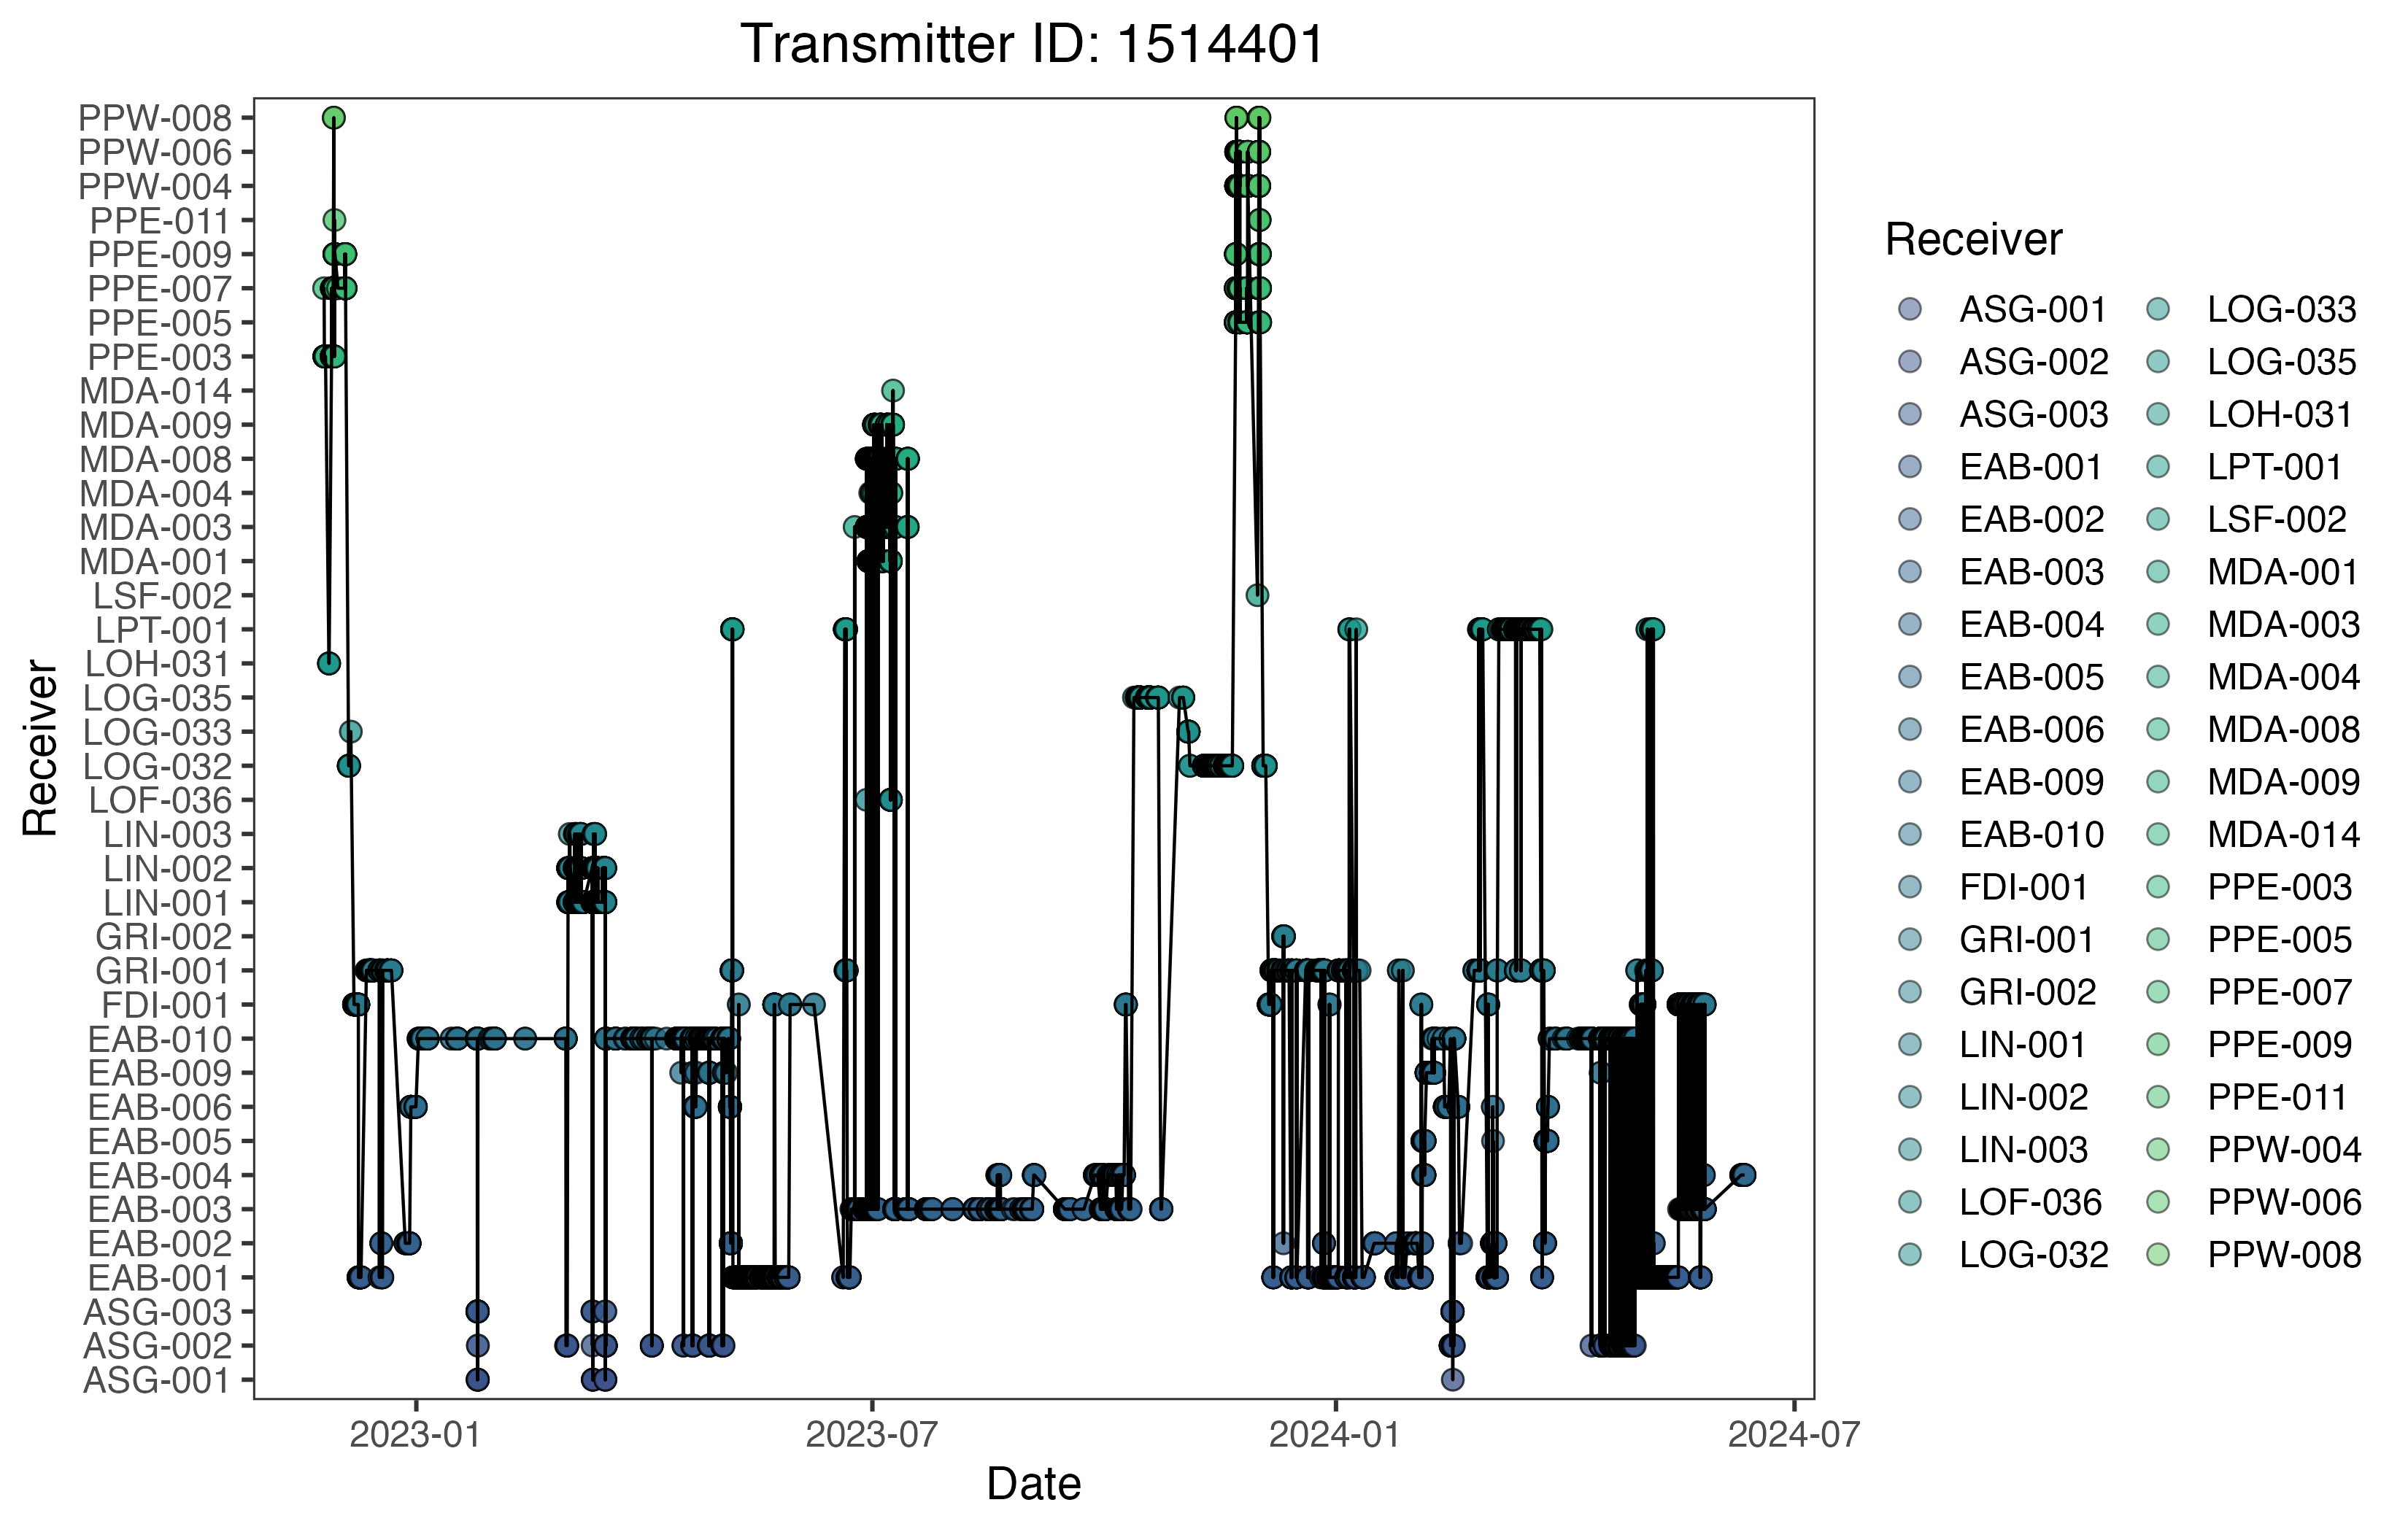 Transmitter ID: 1514401
Receiver
PPW-008
PPW-006
PPW-004
PPE-011
PPE-009
PPE-007
PPE-005
PPE-003
MDA-014
MDA-009
MDA-008
MDA-004
MDA-003
MDA-001
LSF-002
LPT-001
LOH-031
LOG-035
LOG-033
LOG-032
LOF-036
LIN-003
LIN-002
LIN-001
GRI-002
GRI-001
FDI-001
EAB-010
EAB-009
EAB-006
EAB-005
EAB-004
EAB-003
EAB-002
EAB-001
ASG-003
ASG-002
ASG-001
2023-01 2023-07 2024-01 2024-07
Date
Receiver
ASG-001 LOG-033
ASG-002 LOG-035
ASG-003 LOH-031
EAB-001 LPT-001
EAB-002 LSF-002
EAB-003 MDA-001
EAB-004 MDA-003
EAB-005 MDA-004
EAB-006 MDA-008
EAB-009 MDA-009
EAB-010 MDA-014
FDI-001 PPE-003
GRI-001 PPE-005
GRI-002 PPE-007
LIN-001 PPE-009
LIN-002 PPE-011
LIN-003 PPW-004
LOF-036 PPW-006
LOG-032 PPW-008